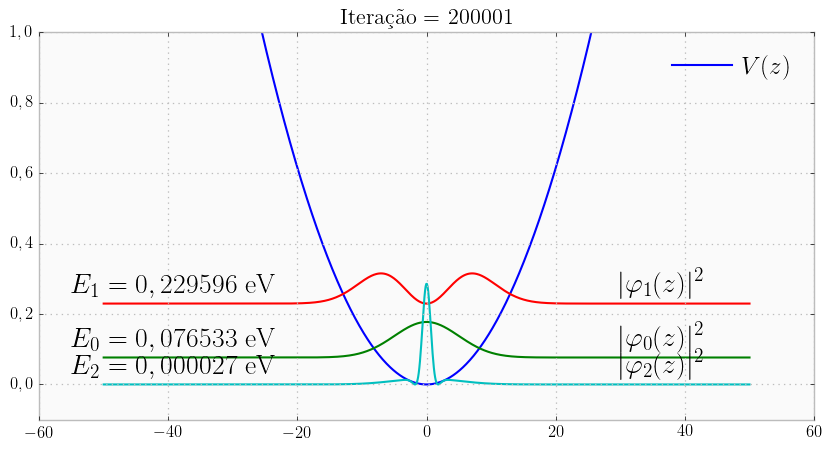 Iteração = 200001
1,0
0,8
0,6
0,4
0,2
0,0
V(z)
E₁ = 0,229596 eV
|φ₁(z)|²
E₀ = 0,076533 eV
|φ₀(z)|²
E₂ = 0,000027 eV
|φ₂(z)|²
−60 −40 −20 0 20 40 60